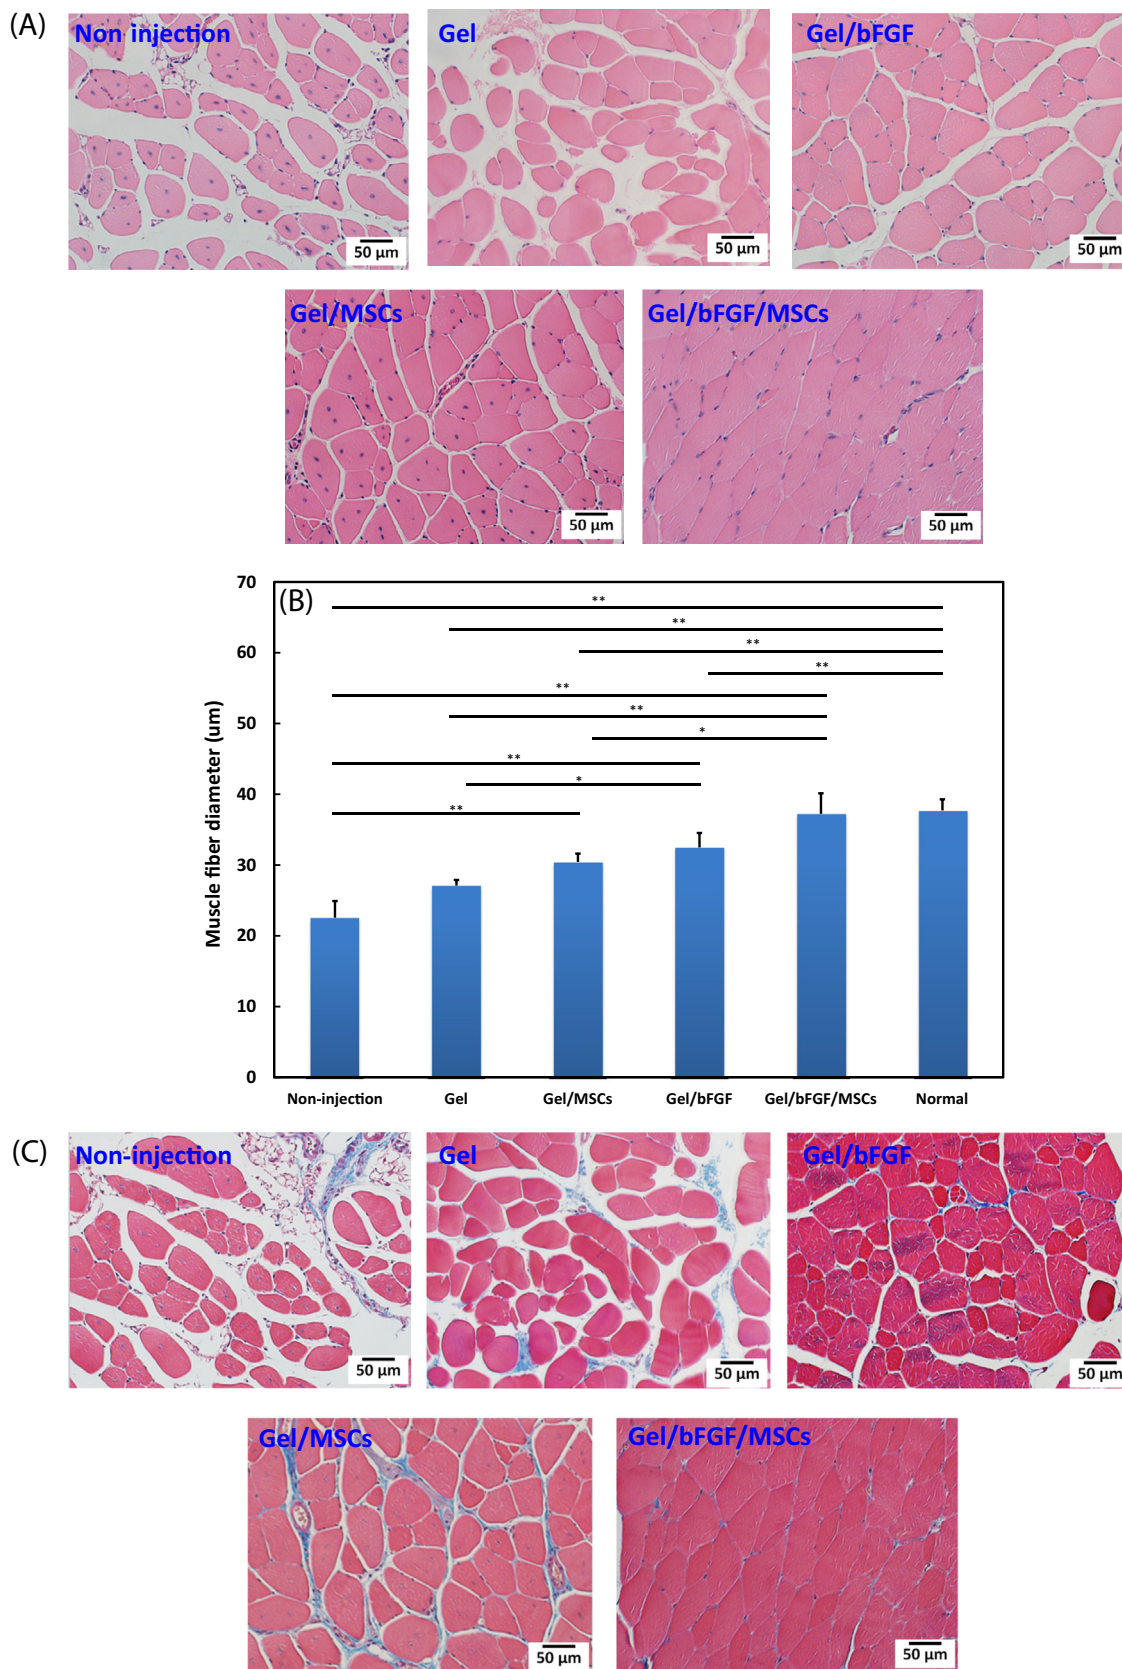 (A)
Non injection
Gel
Gel/bFGF
50 µm
50 µm
50 µm
Gel/MSCs
Gel/bFGF/MSCs
50 µm
50 µm
(B)
Muscle fiber diameter (um)
70
60
50
40
30
20
10
0
**
**
**
**
**
**
*
**
*
**
Non-injection
Gel
Gel/MSCs
Gel/bFGF
Gel/bFGF/MSCs
Normal
(C)
Non-injection
Gel
Gel/bFGF
50 µm
50 µm
50 µm
Gel/MSCs
Gel/bFGF/MSCs
50 µm
50 µm